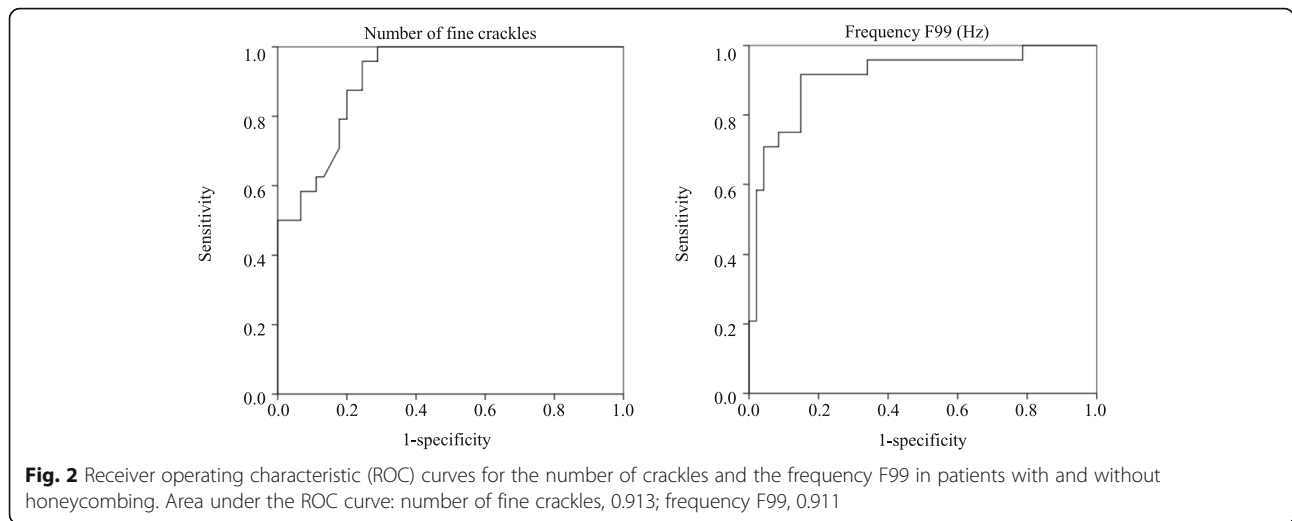 Number of fine crackles
1.0
0.8
0.6
0.4
0.2
0.0
Sensitivity
0.0 0.2 0.4 0.6 0.8 1.0
1-specificity
Frequency F99 (Hz)
1.0
0.8
0.6
0.4
0.2
0.0
Sensitivity
0.0 0.2 0.4 0.6 0.8 1.0
1-specificity
Fig. 2 Receiver operating characteristic (ROC) curves for the number of crackles and the frequency F99 in patients with and without
honeycombing. Area under the ROC curve: number of fine crackles, 0.913; frequency F99, 0.911